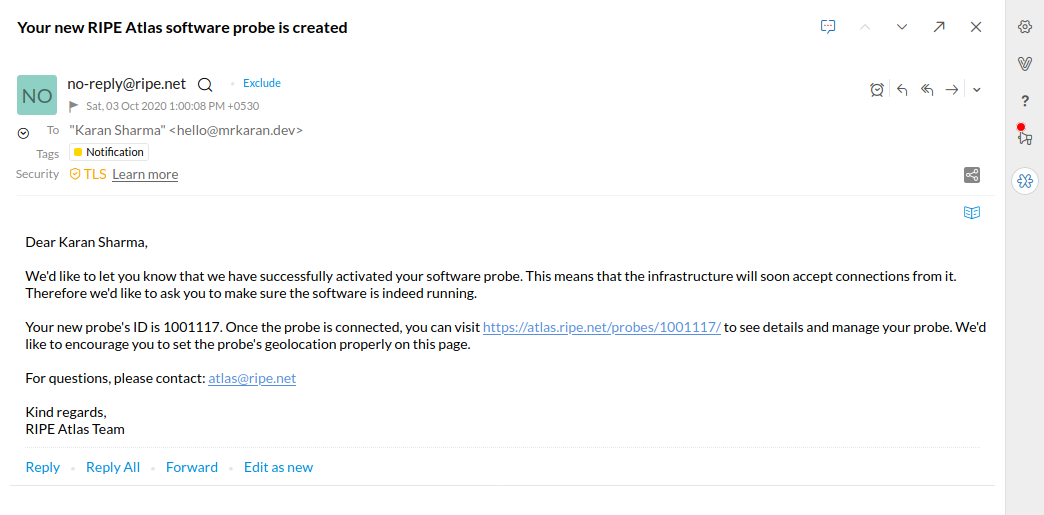 Your new RIPE Atlas software probe is created
NO
no-reply@ripe.net
Exclude
Sat, 03 Oct 2020 1:00:08 PM +0530
To "Karan Sharma" <hello@mrkaran.dev>
Tags Notification
Security TLS Learn more
?
Dear Karan Sharma,
We'd like to let you know that we have successfully activated your software probe. This means that the infrastructure will soon accept connections from it.
Therefore we'd like to ask you to make sure the software is indeed running.
Your new probe's ID is 1001117. Once the probe is connected, you can visit https://atlas.ripe.net/probes/1001117/ to see details and manage your probe. We'd
like to encourage you to set the probe's geolocation properly on this page.
For questions, please contact: atlas@ripe.net
Kind regards,
RIPE Atlas Team
Reply Reply All Forward Edit as new